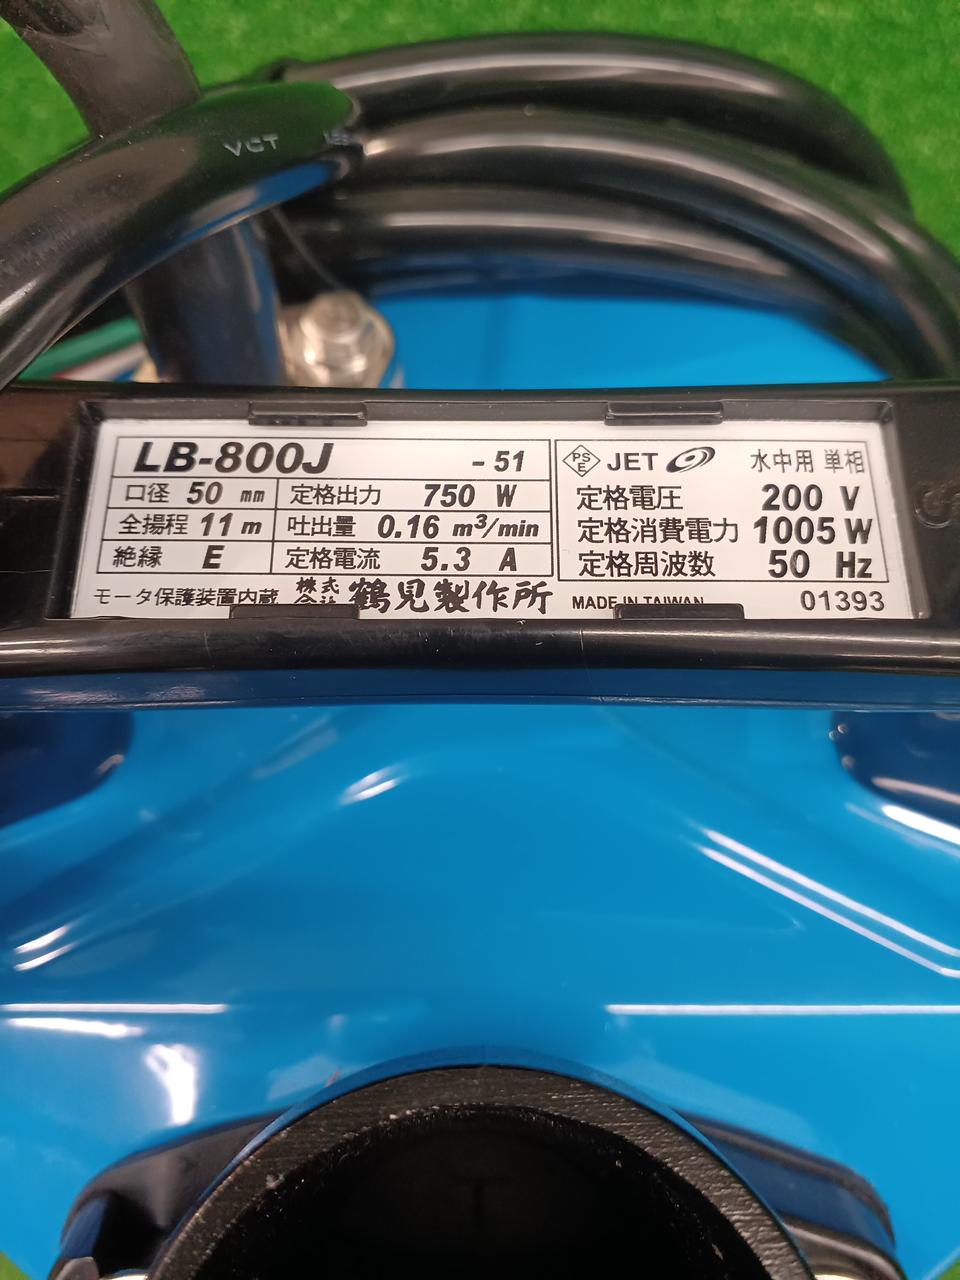 VCT
LB-800J -51
口径 50 mm 定格出力 750 W
全揚程 11 m 吐出量 0.16 m³/min
絶縁 E 定格電流 5.3 A
モータ保護装置内蔵 株式会社 鶴見製作所
PSE JET 水中用 単相
定格電圧 200 V
定格消費電力 1005 W
定格周波数 50 Hz
MADE IN TAIWAN 01393